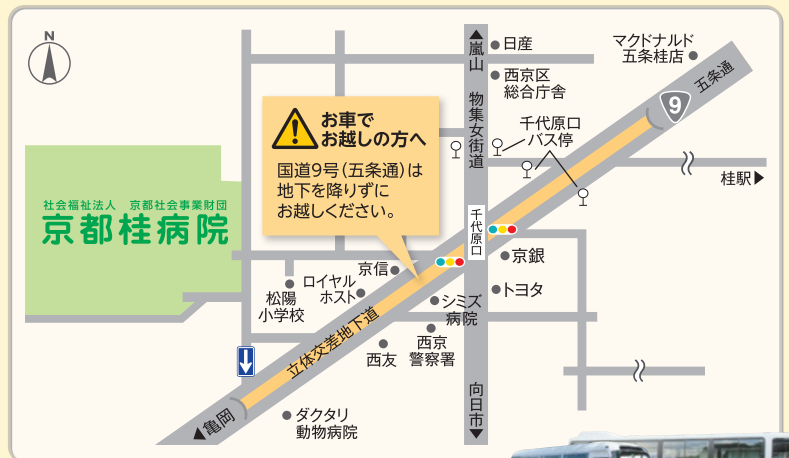 N
▲嵐山
物集女街道
日産
西京区
総合庁舎
マクドナルド
五条桂店
五条通
9
千代原口
バス停
桂駅▶
お車で
お越しの方へ
国道9号（五条通）は
地下を降りずに
お越しください。
社会福祉法人　京都社会事業財団
京都桂病院
千代原口
京信
京銀
ロイヤル
ホスト
松陽
小学校
トヨタ
シミズ
病院
西京
警察署
西友
立体交差地下道
向日市▼
▲亀岡
ダクタリ
動物病院